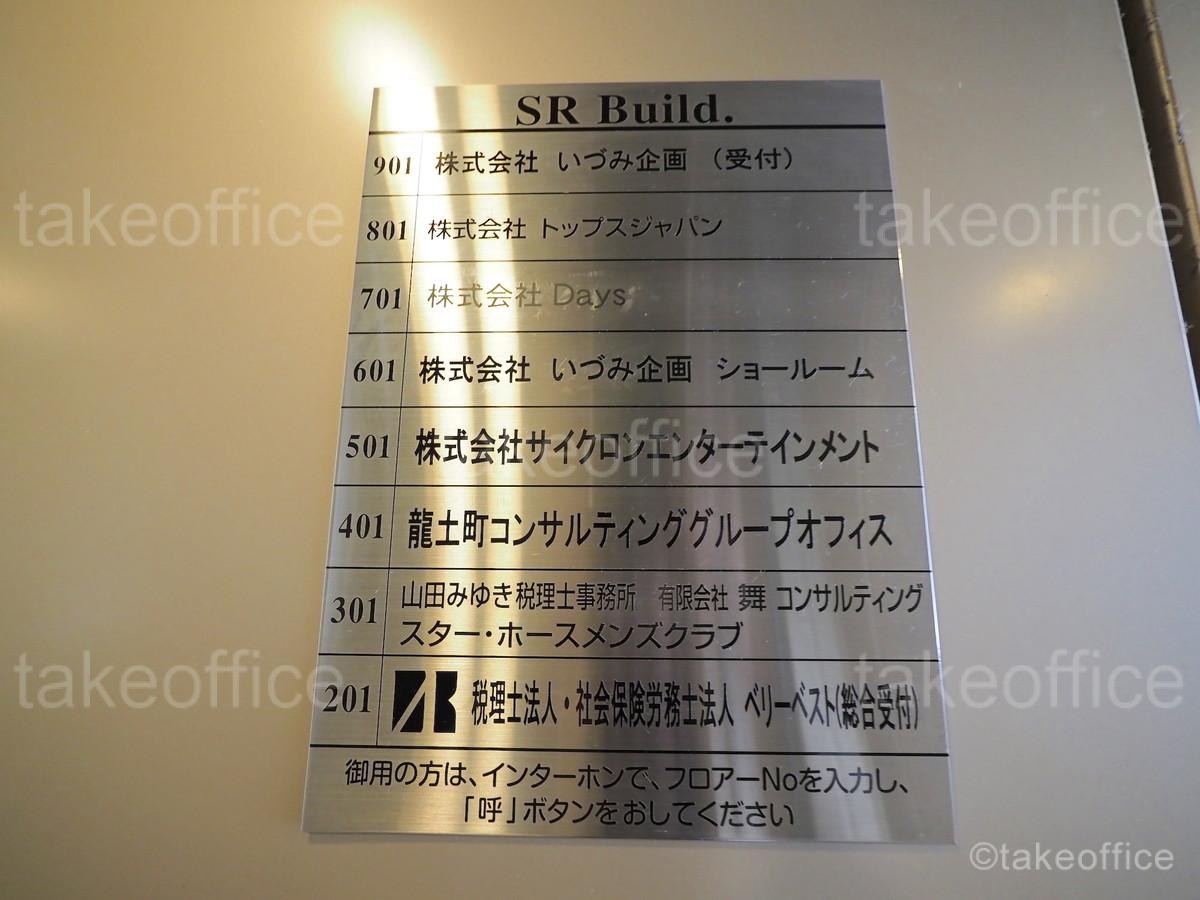 SR Build.
901 株式会社 いづみ企画 （受付）
801 株式会社 トップスジャパン
701 株式会社 Days
601 株式会社 いづみ企画 ショールーム
501 株式会社サイクロンエンターテインメント
401 龍土町コンサルティンググループオフィス
301 山田みゆき税理士事務所 有限会社 舞 コンサルティング
スター・ホースメンズクラブ
201 税理士法人・社会保険労務士法人 ベリーベスト(総合受付)
御用の方は、インターホンで、フロアーNoを入力し、
「呼」ボタンをおしてください
takeoffice
takeoffice
takeoffice
takeoffice
takeoffice
©takeoffice